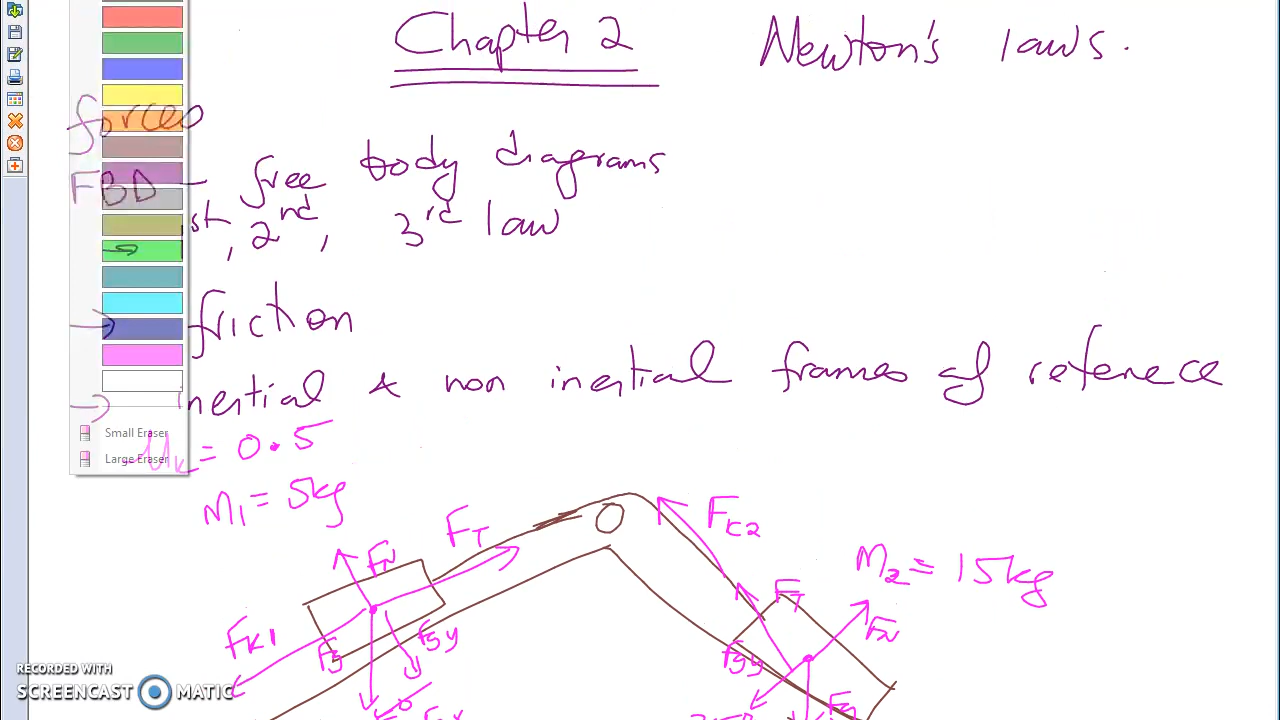 Chapter 2 Newton's laws.
forces
FBD - free body diagrams
1st, 2nd, 3rd law
friction
inertial & non inertial frames of reference
Small Eraser
Large Eraser
μk = 0.5
M1 = 5kg
FT
FN
Fk1
Fg
Fgy
FK2
M2 = 15kg
FT
FN
Fgy
Fg
RECORDED WITH
SCREENCAST MATIC